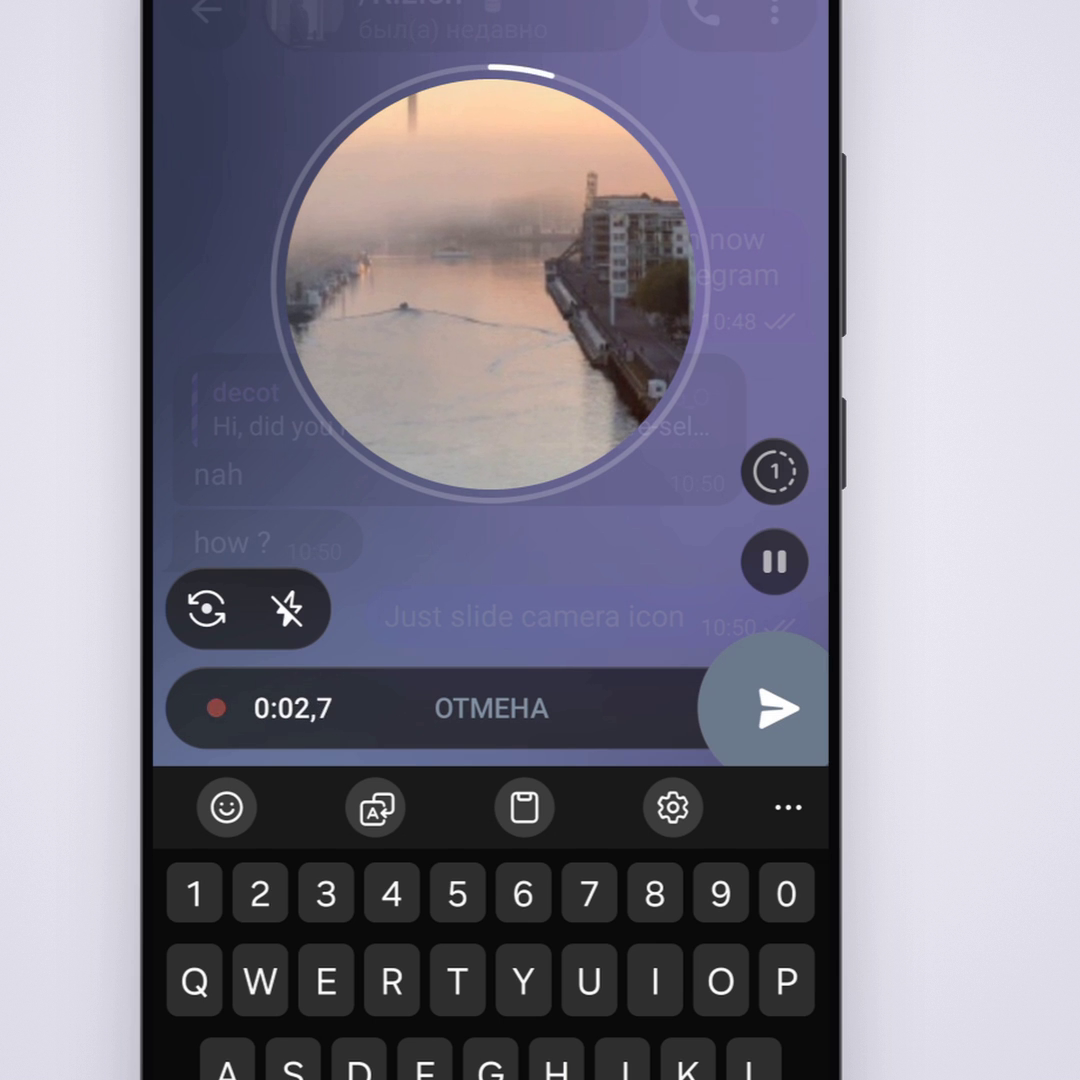 был(а) недавно
now
egram
10:48
decot
Hi, did you
e-sel...
nah
10:50
how ? 10:50
1
Just slide camera icon 10:50
0:02,7 ОТМЕНА
1 2 3 4 5 6 7 8 9 0
Q W E R T Y U I O P
A S D F G H J K L